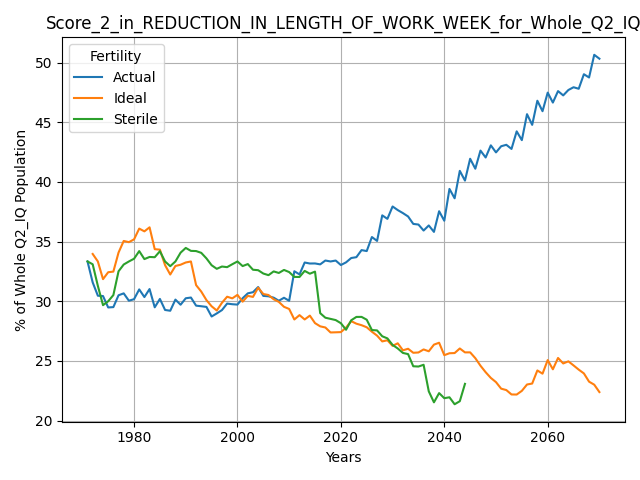 Score_2_in_REDUCTION_IN_LENGTH_OF_WORK_WEEK_for_Whole_Q2_IQ
Fertility
Actual
Ideal
Sterile
% of Whole Q2_IQ Population
50
45
40
35
30
25
20
1980
2000
2020
2040
2060
Years